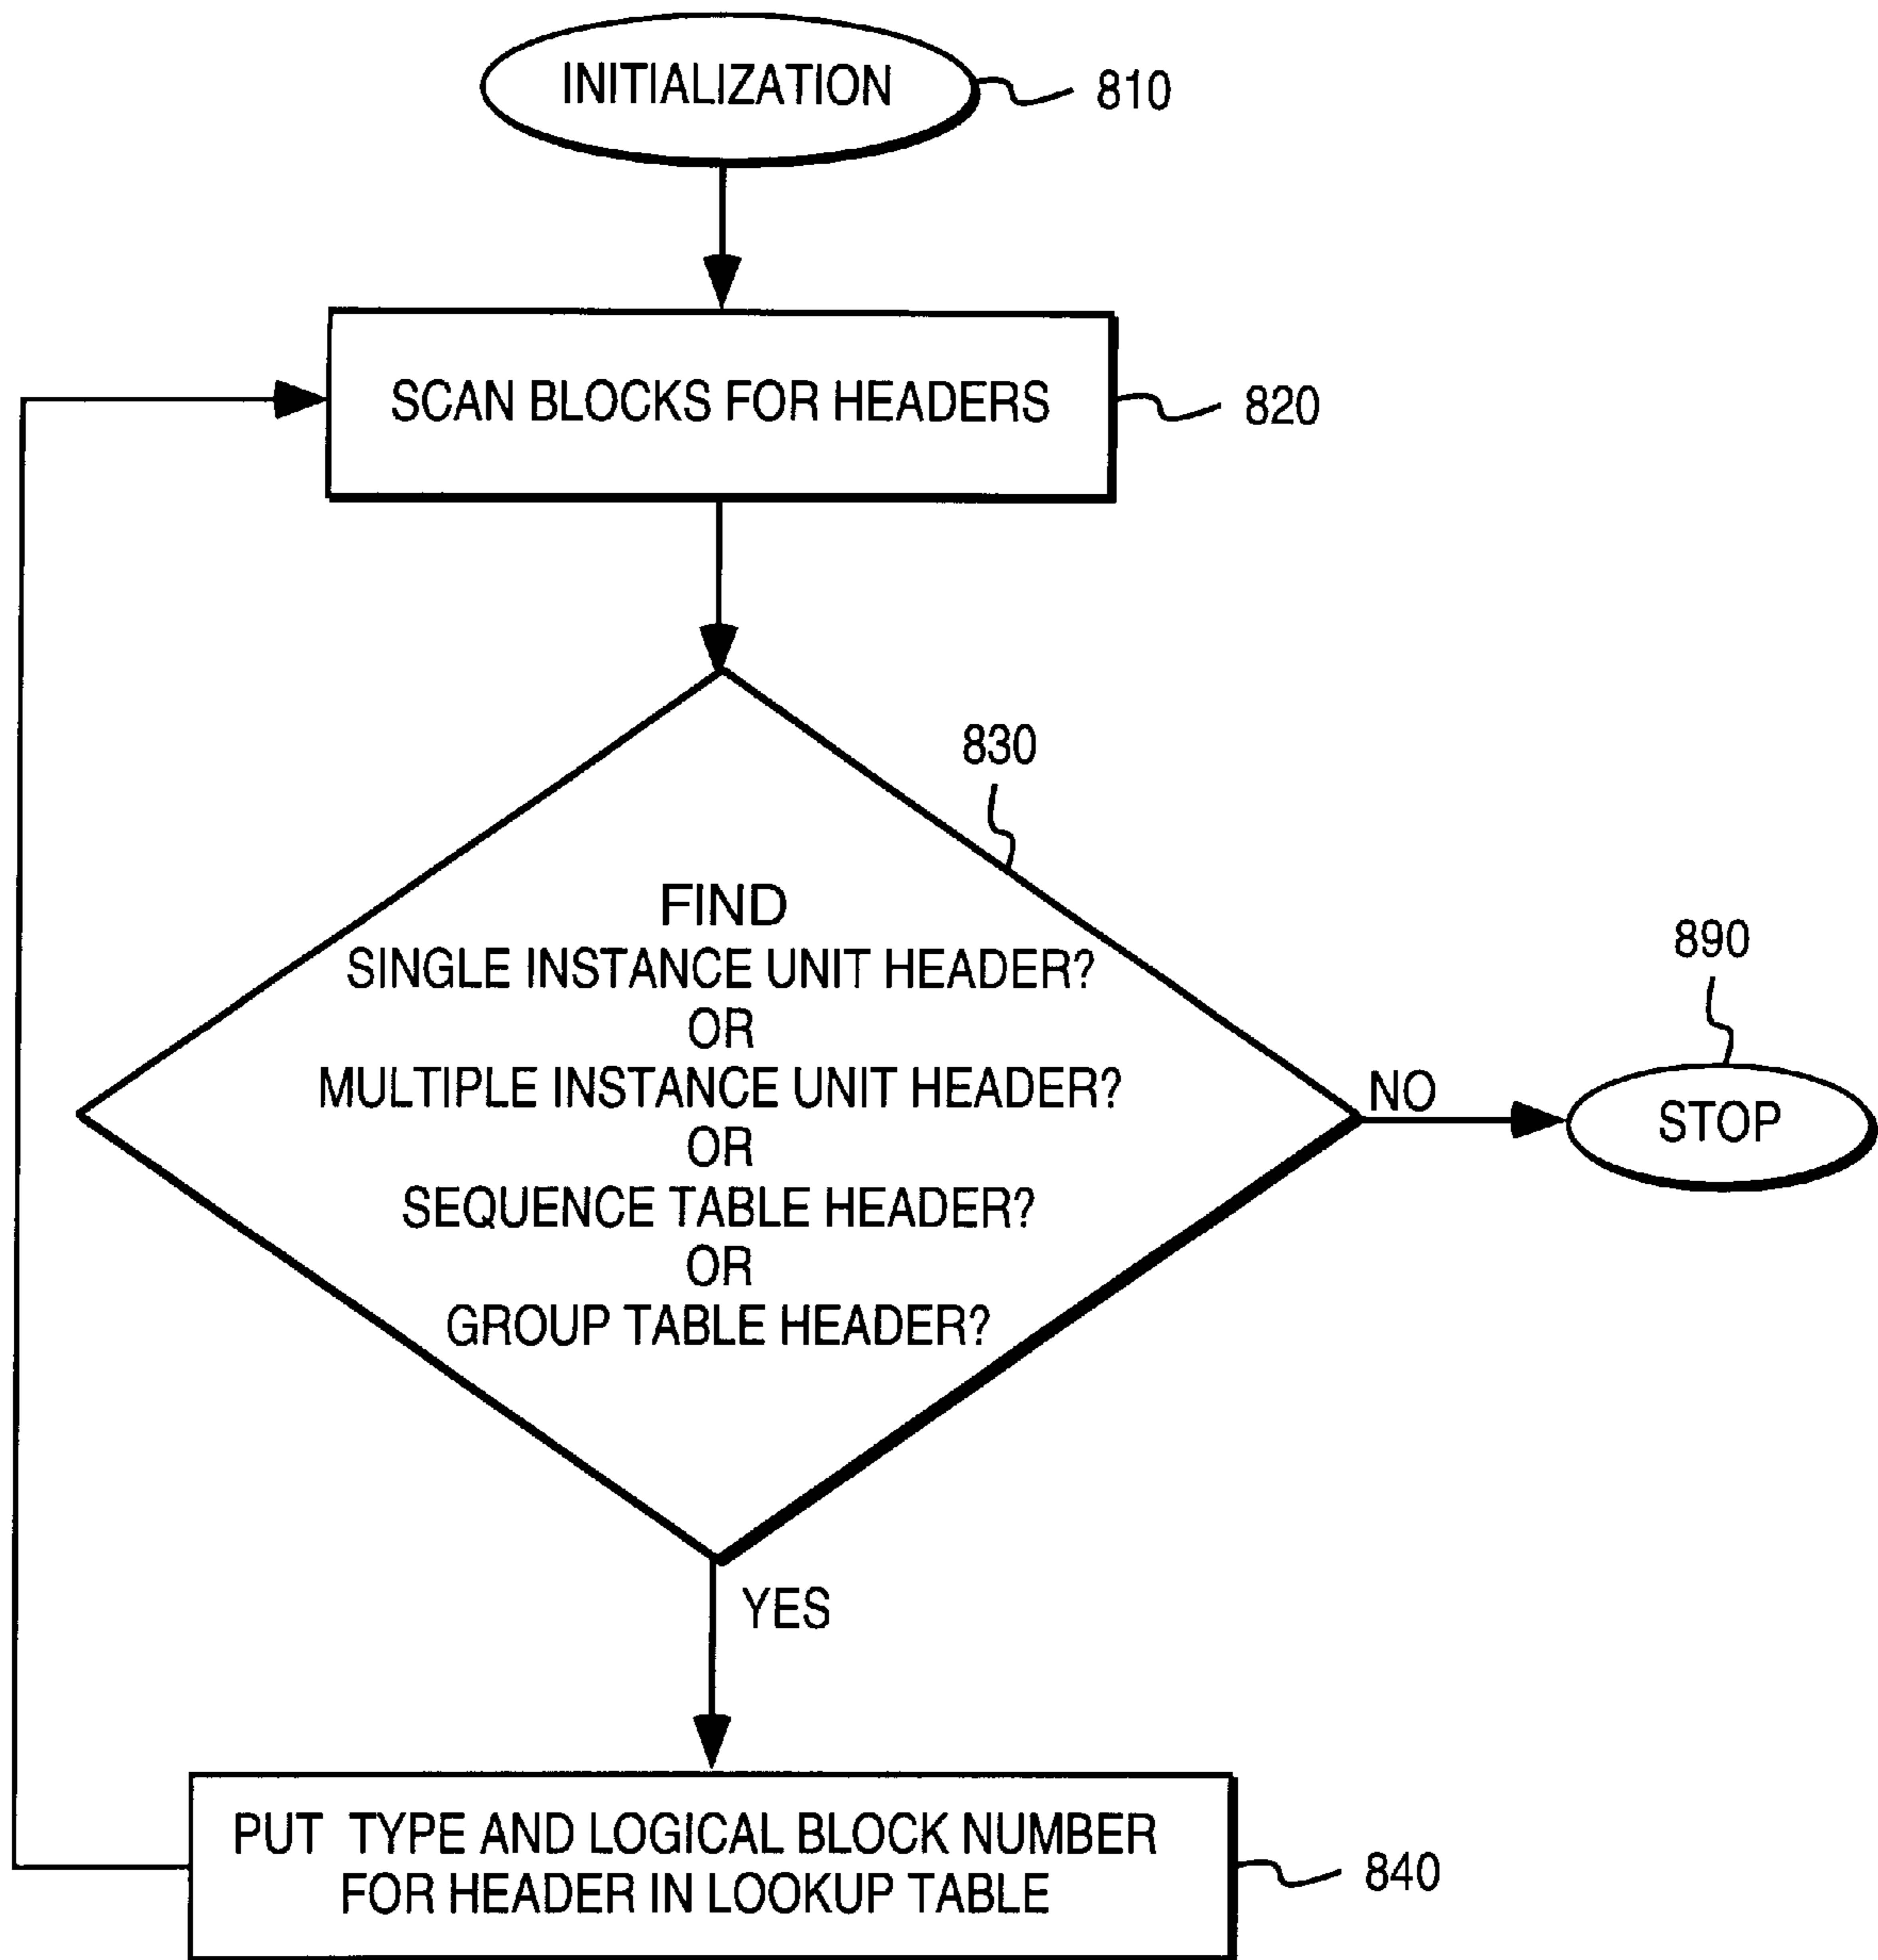 INITIALIZATION
810
SCAN BLOCKS FOR HEADERS
820
830
FIND
SINGLE INSTANCE UNIT HEADER?
OR
MULTIPLE INSTANCE UNIT HEADER?
OR
SEQUENCE TABLE HEADER?
OR
GROUP TABLE HEADER?
NO
890
STOP
YES
PUT TYPE AND LOGICAL BLOCK NUMBER
FOR HEADER IN LOOKUP TABLE
840